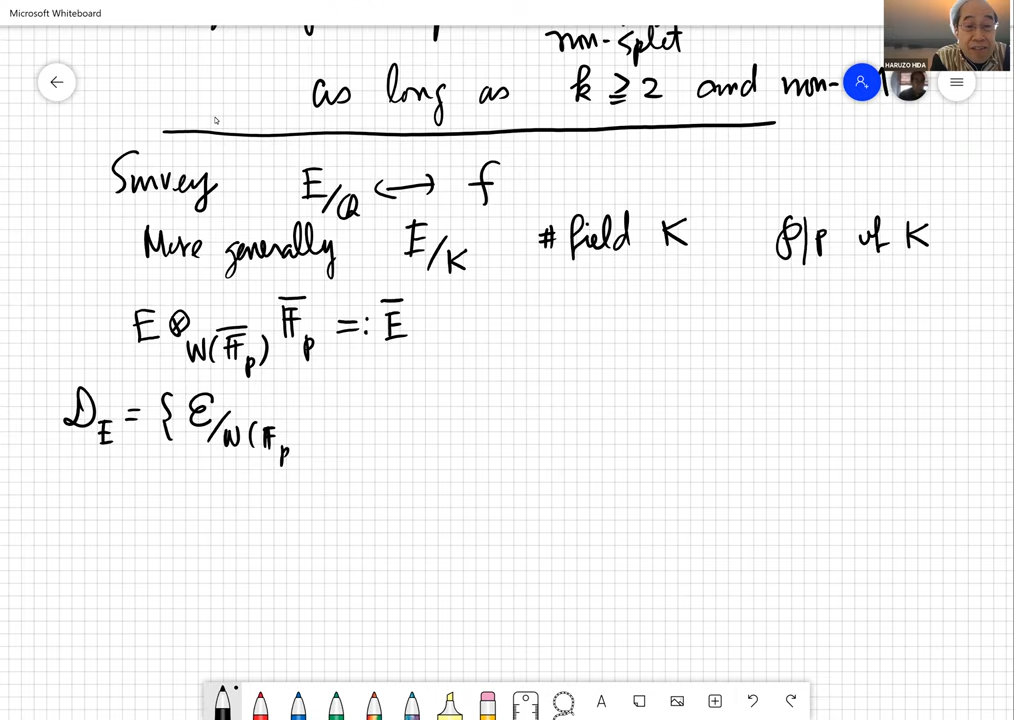 Microsoft Whiteboard
non-split
as long as k ≧ 2 and non-
HARUZO HIDA
Survey E/ℚ ⟷ f
More generally E/K # field K ℘|p of K
E ⊗_{W(𝔽̄_p)} 𝔽̄_p =: Ē
𝒟_E = { ℰ/W(𝔽_p
A